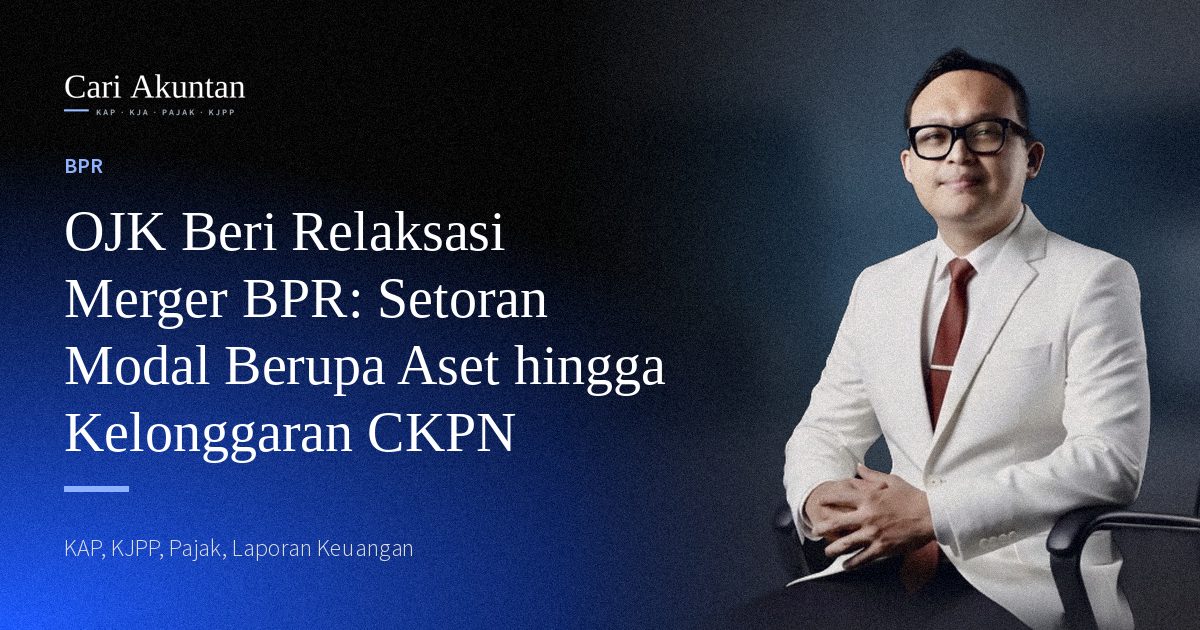 Cari Akuntan
KAP · KJA · PAJAK · KJPP
BPR
OJK Beri Relaksasi
Merger BPR: Setoran
Modal Berupa Aset hingga
Kelonggaran CKPN
KAP, KJPP, Pajak, Laporan Keuangan